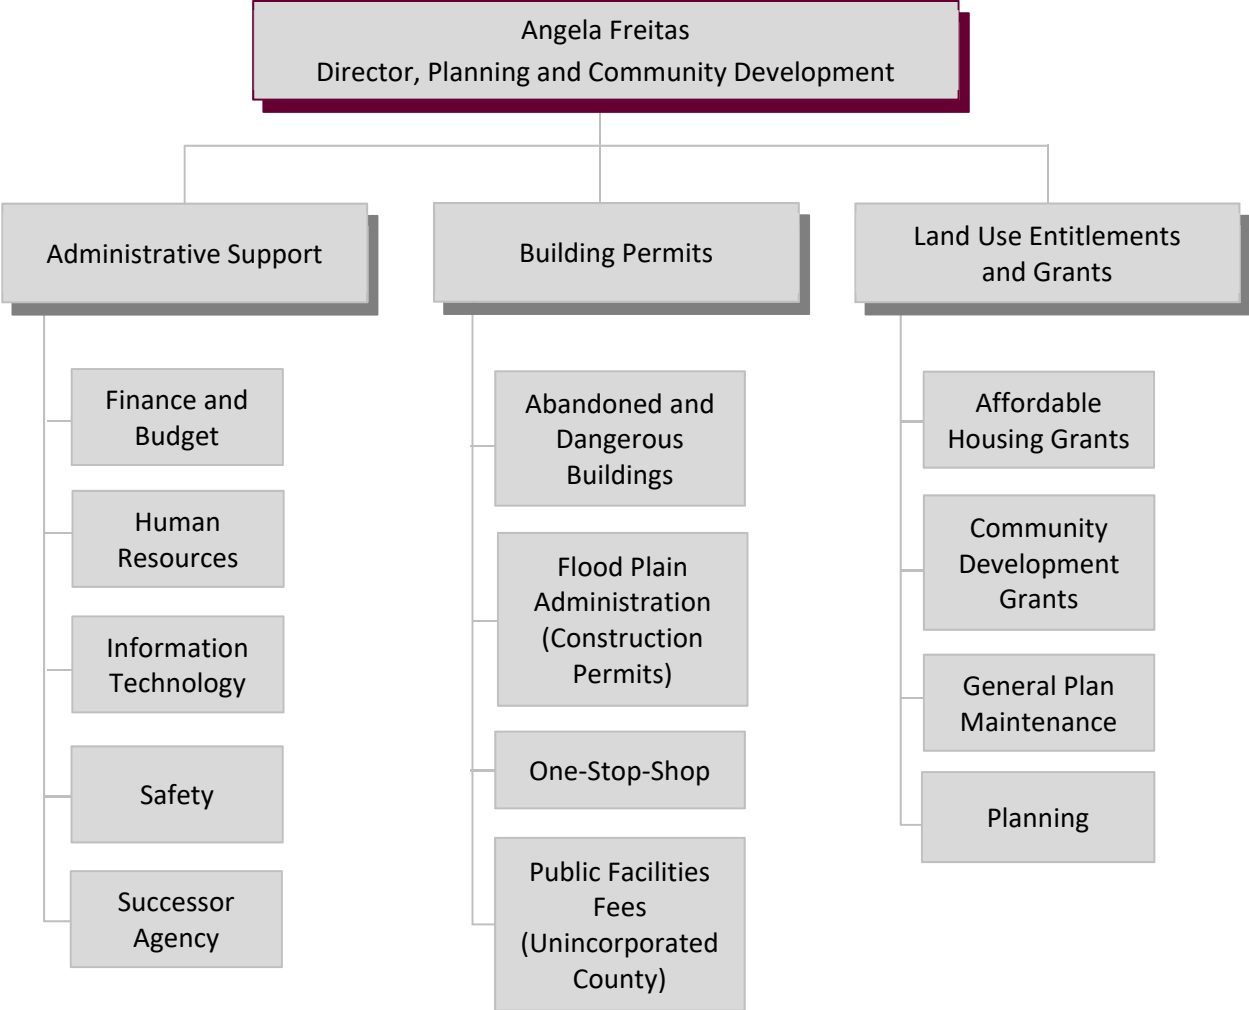 Angela Freitas
Director, Planning and Community Development
Administrative Support
Finance and
Budget
Human
Resources
Information
Technology
Safety
Successor
Agency
Building Permits
Abandoned and
Dangerous
Buildings
Flood Plain
Administration
(Construction
Permits)
One-Stop-Shop
Public Facilities
Fees
(Unincorporated
County)
Land Use Entitlements
and Grants
Affordable
Housing Grants
Community
Development
Grants
General Plan
Maintenance
Planning